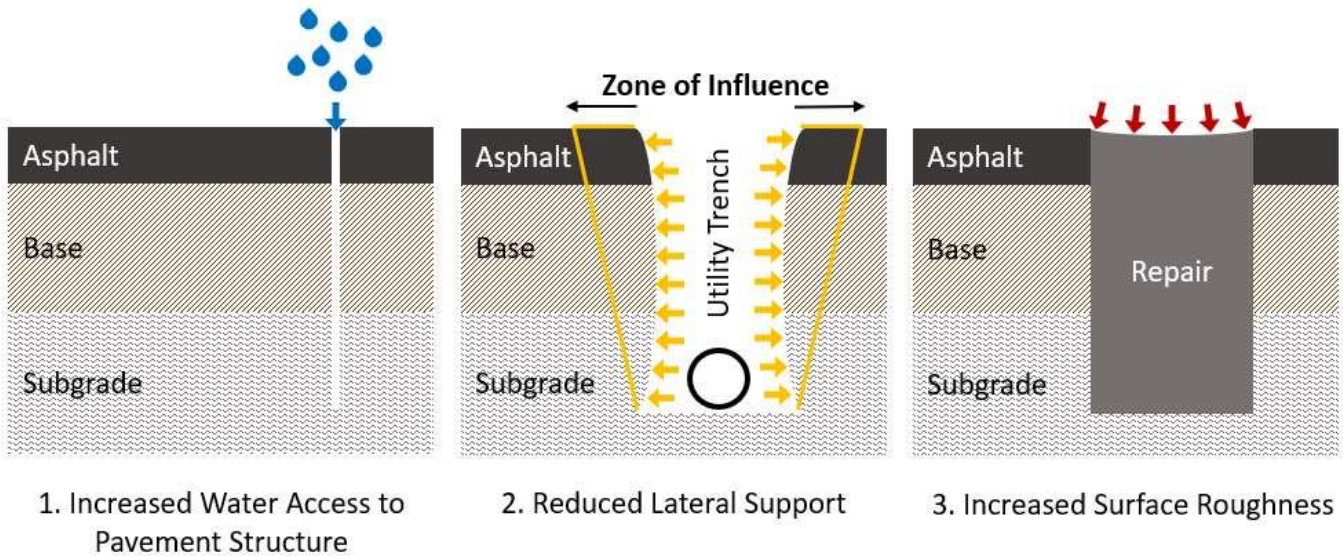 Zone of Influence
Asphalt
Base
Subgrade
Asphalt
Base
Subgrade
Utility Trench
Asphalt
Base
Subgrade
Repair
1. Increased Water Access to
Pavement Structure
2. Reduced Lateral Support
3. Increased Surface Roughness